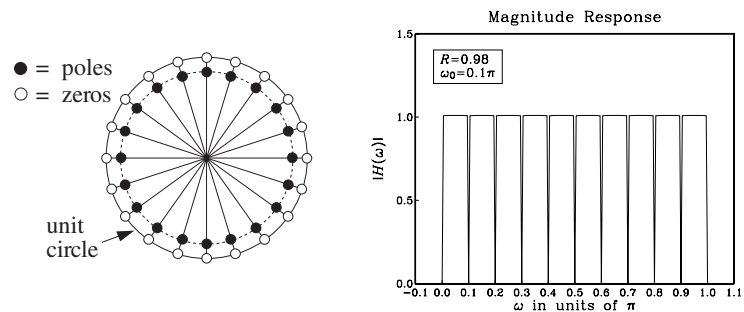 ● = poles
○ = zeros
unit
circle
Magnitude Response
R=0.98
ω₀=0.1π
|H(ω)|
1.5
1.0
0.5
0.0
-0.1 0.0 0.1 0.2 0.3 0.4 0.5 0.6 0.7 0.8 0.9 1.0 1.1
ω in units of π